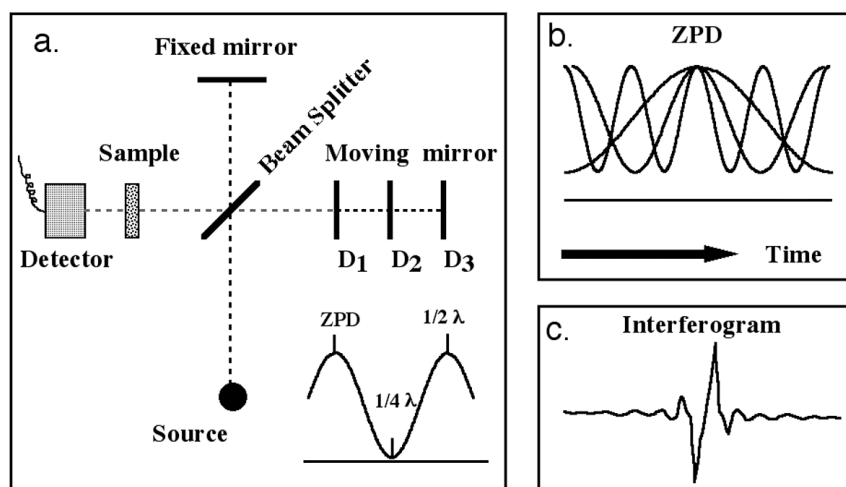 a.
Fixed mirror
Beam Splitter
Sample
Moving mirror
Detector
D1 D2 D3
ZPD
1/2 λ
1/4 λ
Source
b.
ZPD
Time
c.
Interferogram